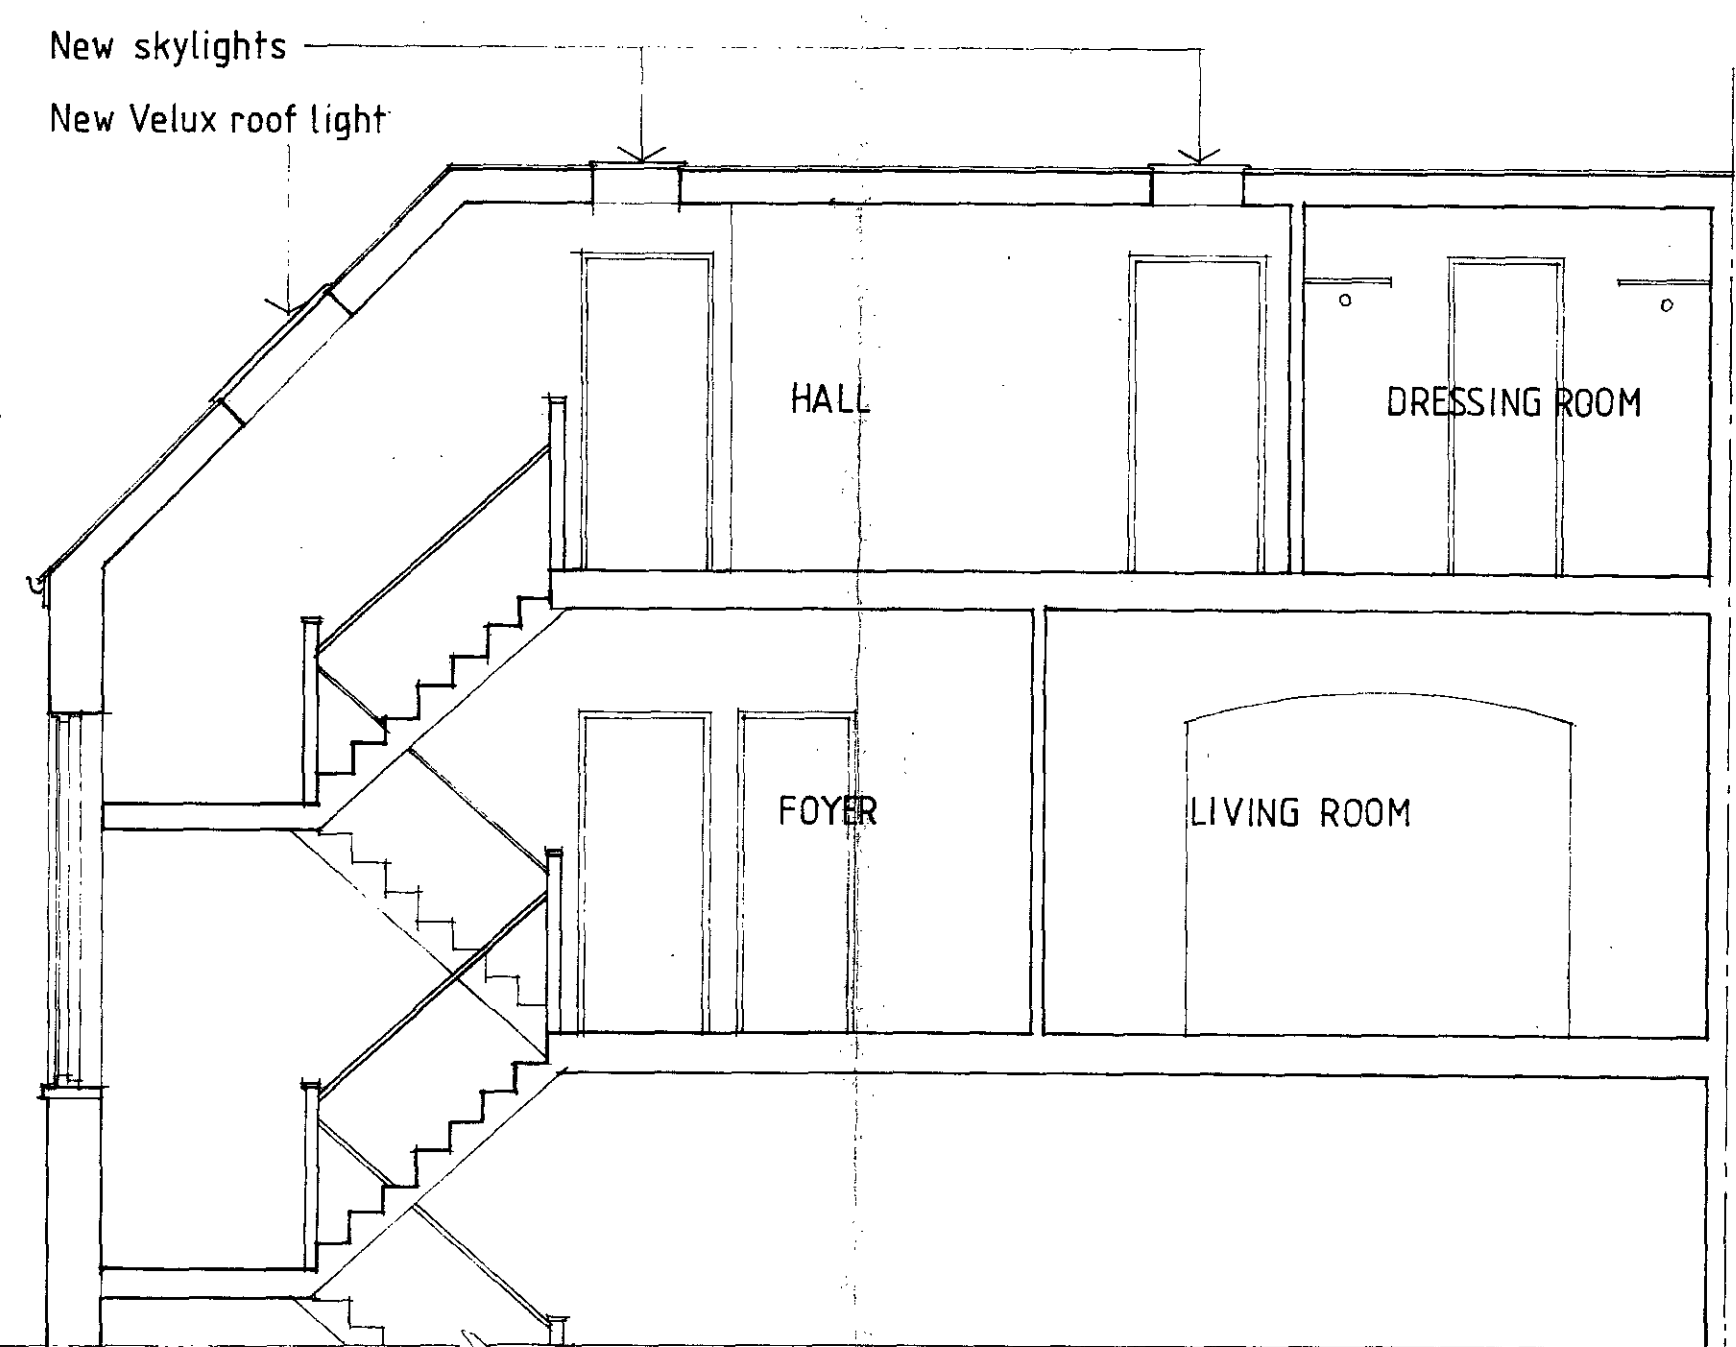 New skylights
New Velux roof light
HALL
DRESSING ROOM
FOYER
LIVING ROOM